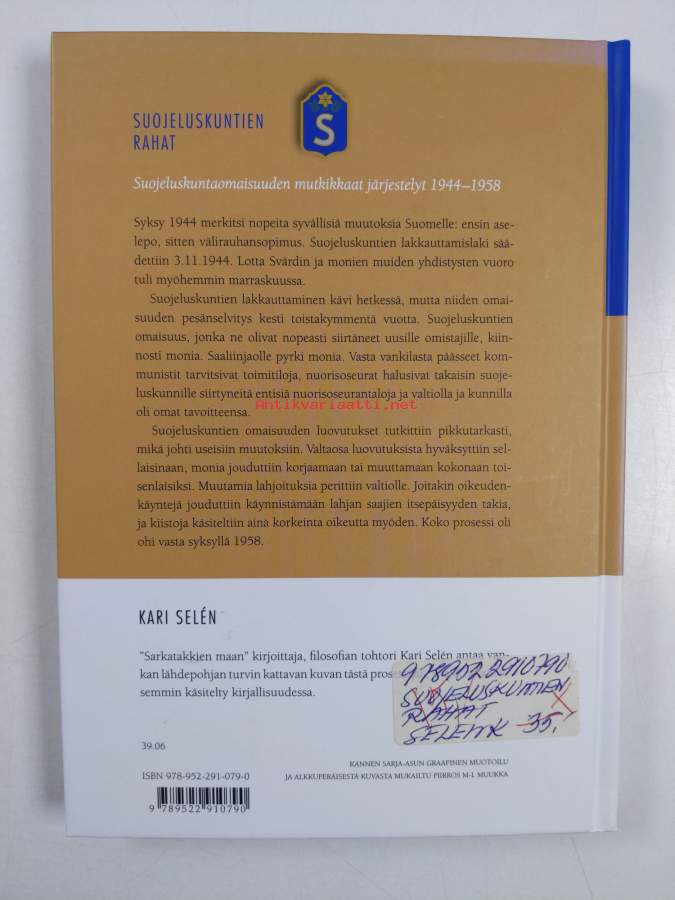 SUOJELUSKUNTIEN
RAHAT
S
Suojeluskuntaomaisuuden mutkikkaat järjestelyt 1944–1958
Syksy 1944 merkitsi nopeita syvällisiä muutoksia Suomelle: ensin ase-
lepo, sitten välirauhansopimus. Suojeluskuntien lakkauttamislaki sää-
dettiin 3.11.1944. Lotta Svärdin ja monien muiden yhdistysten vuoro
tuli myöhemmin marraskuussa.
Suojeluskuntien lakkauttaminen kävi hetkessä, mutta niiden omai-
suuden pesänselvitys kesti toistakymmentä vuotta. Suojeluskuntien
omaisuus, jonka ne olivat nopeasti siirtäneet uusille omistajille, kiin-
nosti monia. Saaliinjaolle pyrki monia. Vasta vankilasta päässeet kom-
munistit tarvitsivat toimitiloja, nuorisoseurat halusivat takaisin suoje-
luskunnille siirtyneitä entisiä nuorisoseurantaloja ja valtiolla ja kunnilla
oli omat tavoitteensa.
Antikvariaatti.net
Suojeluskuntien omaisuuden luovutukset tutkittiin pikkutarkasti,
mikä johti useisiin muutoksiin. Valtaosa luovutuksista hyväksyttiin sel-
laisinaan, monia jouduttiin korjaamaan tai muuttamaan kokonaan toi-
senlaisiksi. Muutamia lahjoituksia perittiin valtiolle. Joitakin oikeuden-
käyntejä jouduttiin käynnistämään lahjan saajien itsepäisyyden takia,
ja kiistoja käsiteltiin aina korkeinta oikeutta myöden. Koko prosessi oli
ohi vasta syksyllä 1958.
KARI SELÉN
"Sarkatakkien maan" kirjoittaja, filosofian tohtori Kari Selén antaa van-
kan lähdepohjan turvin kattavan kuvan tästä pros
semmin käsitelty kirjallisuudessa.
9789522910790
SUOJELUSKUNTIEN
RAHAT
SELEN K 35,
39.06
ISBN 978-952-291-079-0
9 789522 910790
KANNEN SARJA-ASUN GRAAFINEN MUOTOILU
JA ALKUPERÄISESTÄ KUVASTA MUKAILTU PIIRROS M-L MUUKKA